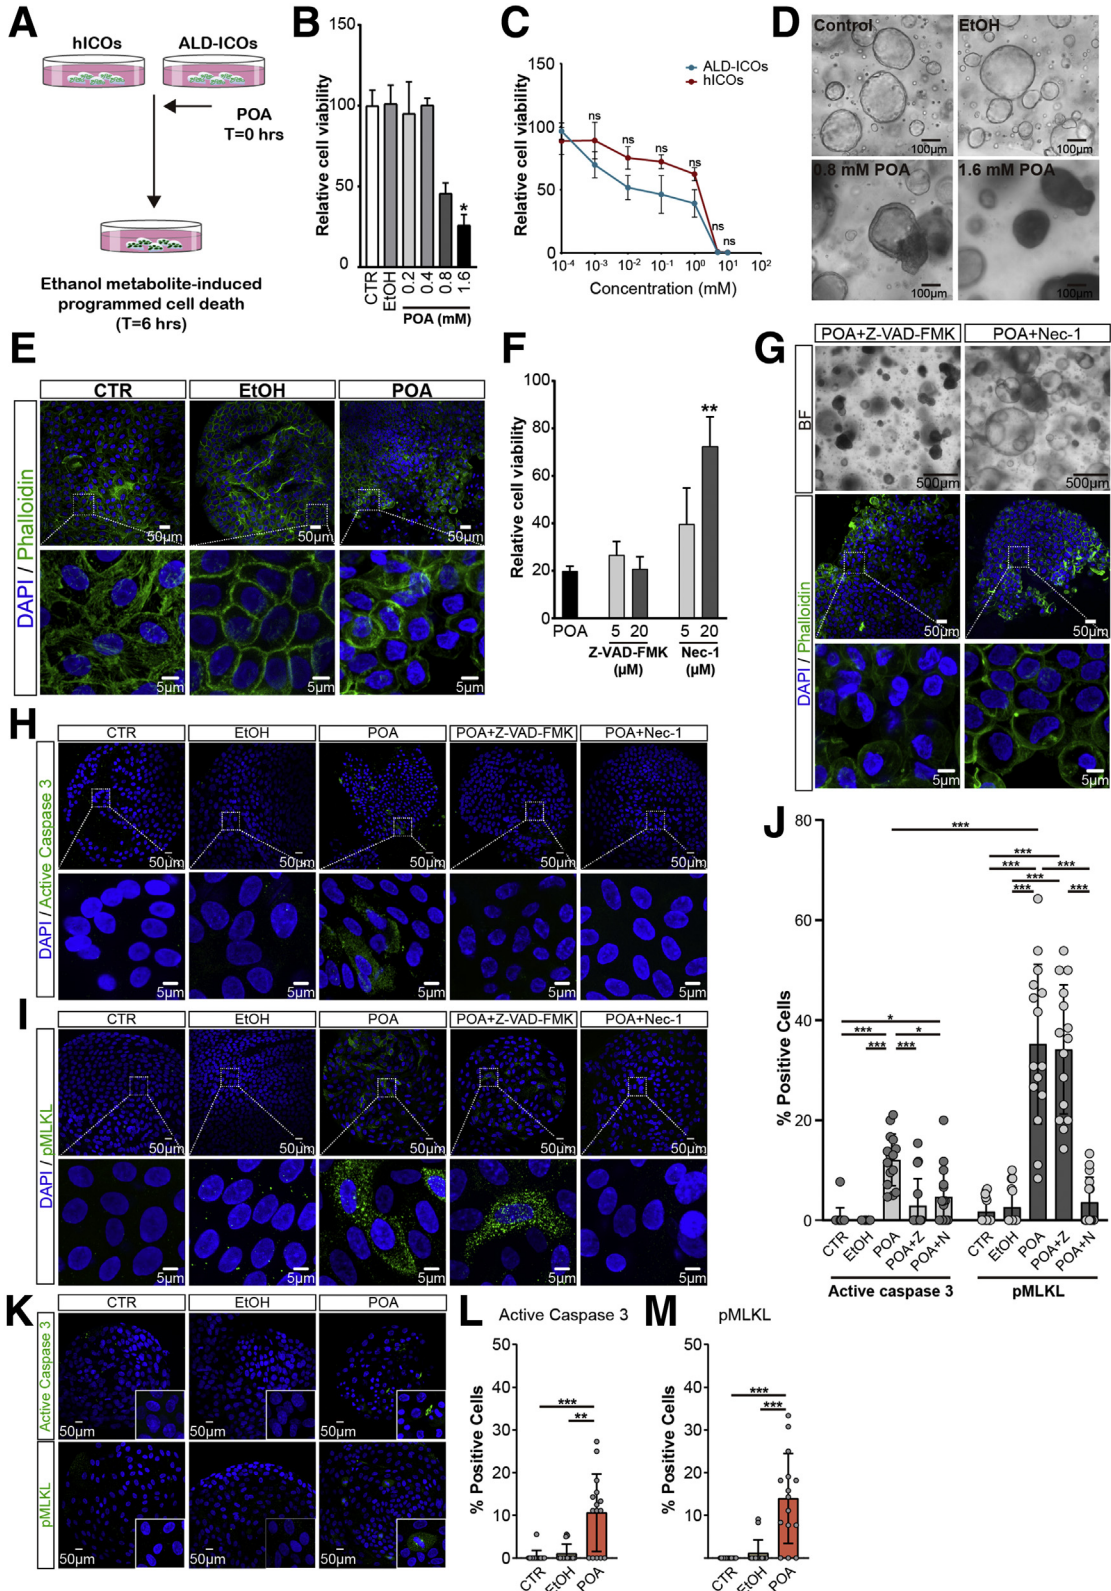 A
hICOs
ALD-ICOs
POA
T=0 hrs
Ethanol metabolite-induced
programmed cell death
(T=6 hrs)
B
Relative cell viability
150
100
50
0
CTR
EtOH
0.2
0.4
0.8
1.6
POA (mM)
*
C
Relative cell viability
150
100
50
0
ALD-ICOs
hICOs
ns
ns
ns
ns
ns
ns
10⁻⁴
10⁻³
10⁻²
10⁻¹
10⁰
10¹
10²
Concentration (mM)
D
Control
EtOH
100µm
100µm
0.8 mM POA
1.6 mM POA
100µm
100µm
E
CTR
EtOH
POA
DAPI / Phalloidin
50µm
50µm
50µm
5µm
5µm
5µm
F
Relative cell viability
100
80
60
40
20
0
**
POA
5 20
5 20
Z-VAD-FMK
(µM)
Nec-1
(µM)
G
POA+Z-VAD-FMK
POA+Nec-1
BF
500µm
500µm
DAPI / Phalloidin
50µm
50µm
5µm
5µm
H
CTR
EtOH
POA
POA+Z-VAD-FMK
POA+Nec-1
DAPI / Active Caspase 3
50µm
50µm
50µm
50µm
50µm
5µm
5µm
5µm
5µm
5µm
I
CTR
EtOH
POA
POA+Z-VAD-FMK
POA+Nec-1
DAPI / pMLKL
50µm
50µm
50µm
50µm
50µm
5µm
5µm
5µm
5µm
5µm
J
% Positive Cells
80
60
40
20
0
***
***
***
***
***
***
***
*
***
*
***
***
CTR
EtOH
POA
POA+Z
POA+N
CTR
EtOH
POA
POA+Z
POA+N
Active caspase 3
pMLKL
K
CTR
EtOH
POA
Active Caspase 3
50µm
50µm
50µm
pMLKL
50µm
50µm
50µm
L
Active Caspase 3
% Positive Cells
50
40
30
20
10
0
***
**
CTR
EtOH
POA
M
pMLKL
% Positive Cells
50
40
30
20
10
0
***
***
CTR
EtOH
POA